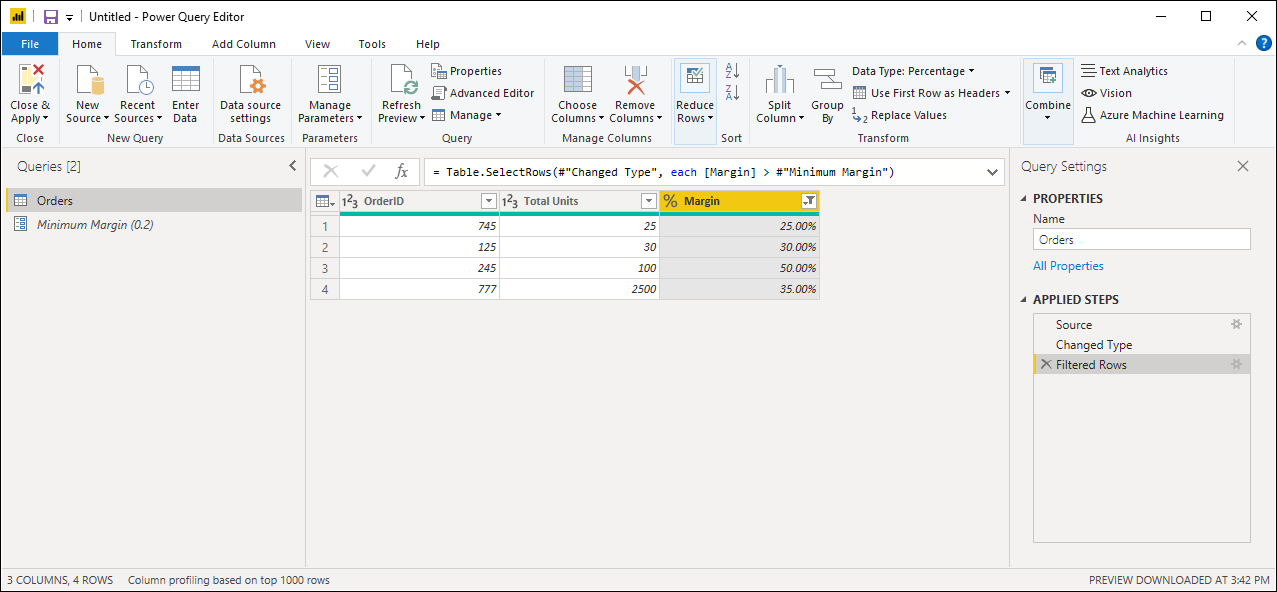 Untitled - Power Query Editor
File Home Transform Add Column View Tools Help
Close & Apply
Close
New Source
Recent Sources
Enter Data
New Query
Data source settings
Data Sources
Manage Parameters
Parameters
Refresh Preview
Properties
Advanced Editor
Manage
Query
Choose Columns
Remove Columns
Manage Columns
Reduce Rows
Sort
Split Column
Group By
Data Type: Percentage
Use First Row as Headers
Replace Values
Transform
Combine
Text Analytics
Vision
Azure Machine Learning
AI Insights
Queries [2]
Orders
Minimum Margin (0.2)
fx = Table.SelectRows(#"Changed Type", each [Margin] > #"Minimum Margin")
123 OrderID 123 Total Units % Margin
1 745 25 25.00%
2 125 30 30.00%
3 245 100 50.00%
4 777 2500 35.00%
Query Settings
PROPERTIES
Name
Orders
All Properties
APPLIED STEPS
Source
Changed Type
Filtered Rows
3 COLUMNS, 4 ROWS Column profiling based on top 1000 rows
PREVIEW DOWNLOADED AT 3:42 PM